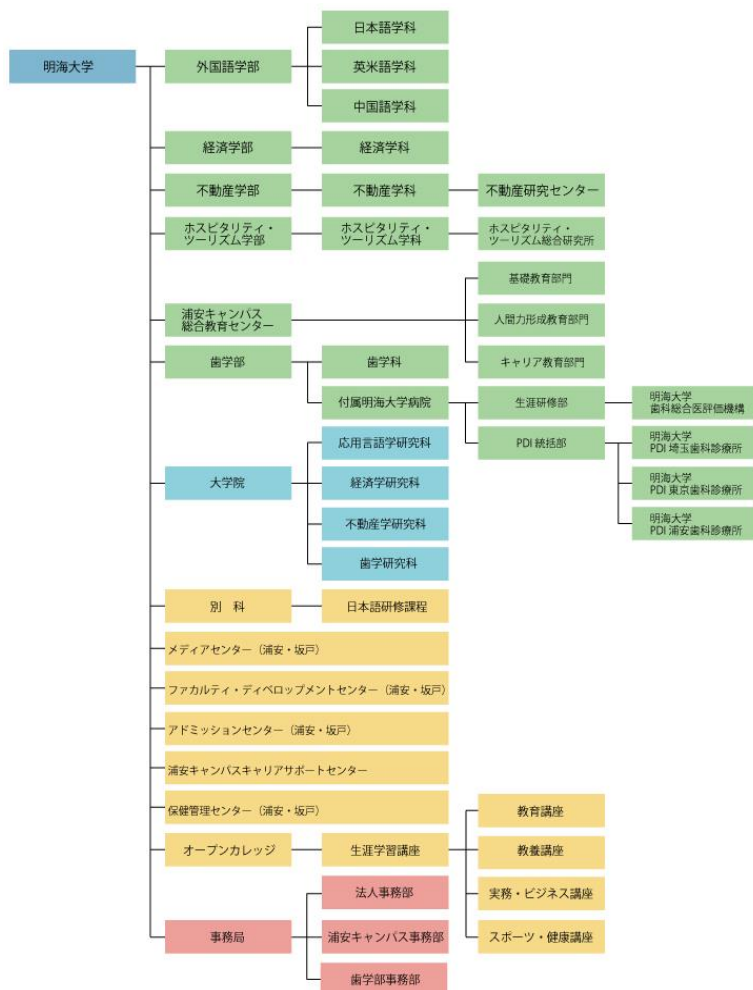 明海大学
外国語学部
日本語学科
英米語学科
中国語学科
経済学部
経済学科
不動産学部
不動産学科
不動産研究センター
ホスピタリティ・
ツーリズム学部
ホスピタリティ・
ツーリズム学科
ホスピタリティ・
ツーリズム総合研究所
浦安キャンパス
総合教育センター
基礎教育部門
人間力形成教育部門
キャリア教育部門
歯学部
歯学科
付属明海大学病院
生涯研修部
明海大学
歯科総合医評価機構
PDI 統括部
明海大学
PDI 埼玉歯科診療所
明海大学
PDI 東京歯科診療所
明海大学
PDI 浦安歯科診療所
大学院
応用言語学研究科
経済学研究科
不動産学研究科
歯学研究科
別　科
日本語研修課程
メディアセンター（浦安・坂戸）
ファカルティ・ディベロップメントセンター（浦安・坂戸）
アドミッションセンター（浦安・坂戸）
浦安キャンパスキャリアサポートセンター
保健管理センター（浦安・坂戸）
オープンカレッジ
生涯学習講座
教育講座
教養講座
実務・ビジネス講座
スポーツ・健康講座
事務局
法人事務部
浦安キャンパス事務部
歯学部事務部